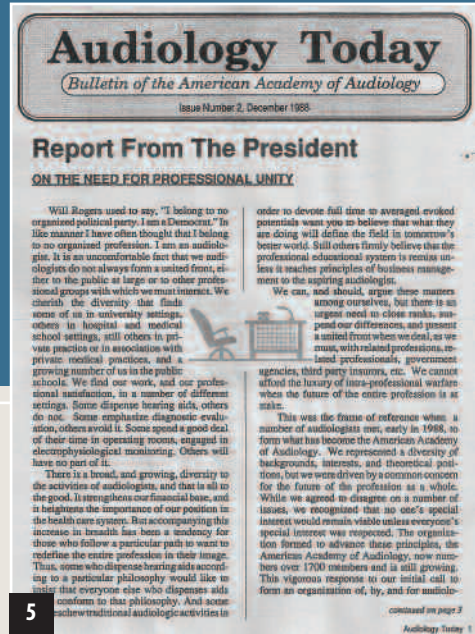 Audiology Today
Bulletin of the American Academy of Audiology
Issue Number 2, December 1988
Report From The President
ON THE NEED FOR PROFESSIONAL UNITY
Will Rogers used to say, "I belong to no
organized political party. I am a Democrat." In
like manner I have often thought that I belong
to no organized profession. I am an audiolo-
gist. It is an uncomfortable fact that we audi-
ologists do not always form a united front, ei-
ther to the public at large or to other profes-
sional groups with which we must interact. We
cherish the diversity that finds
some of us in university settings,
others in hospital and medical
school settings, still others in pri-
vate practice or in association with
private medical practices, and a
growing number of us in the public
schools. We find our work, and our profes-
sional satisfaction, in a number of different
settings. Some dispense hearing aids, others
do not. Some emphasize diagnostic evalu-
ation, others avoid it. Some spend a good deal
of their time in operating rooms, engaged in
electrophysiological monitoring. Others will
have no part of it.
There is a broad, and growing, diversity to
the activities of audiologists, and that is all to
the good. It strengthens our financial base, and
it heightens the importance of our position in
the health care system. But accompanying this
increase in breadth has been a tendency for
those who follow a particular path to want to
redefine the entire profession in their image.
Thus, some who dispense hearing aids accord-
ing to a particular philosophy would like to
insist that everyone else who dispenses aids
conform to that philosophy. And some
eschew traditional audiologic activities in
order to devote full time to averaged evoked
potentials want you to believe that what they
are doing will define the field in tomorrow's
better world. Still others firmly believe that the
professional educational system is remiss un-
less it teaches principles of business manage-
ment to the aspiring audiologist.
We can, and should, argue these matters
among ourselves, but there is an
urgent need to close ranks, sus-
pend our differences, and present
a united front when we deal, as we
must, with related professions, re-
lated professionals, government
agencies, third party insurors, etc. We cannot
afford the luxury of intra-professional warfare
when the future of the entire profession is at
stake.
This was the frame of reference when a
number of audiologists met, early in 1988, to
form what has become the American Academy
of Audiology. We represented a diversity of
backgrounds, interests, and theoretical posi-
tions, but we were driven by a common concern
for the future of the profession as a whole.
While we agreed to disagree on a number of
issues, we recognized that no one's special
interest would remain viable unless everyone's
special interest was respected. The organiza-
tion formed to advance these principles, the
American Academy of Audiology, now num-
bers over 1700 members and is still growing.
This vigorous response to our initial call to
form an organization of, by, and for audiolo-
continued on page 3
Audiology Today 1
5